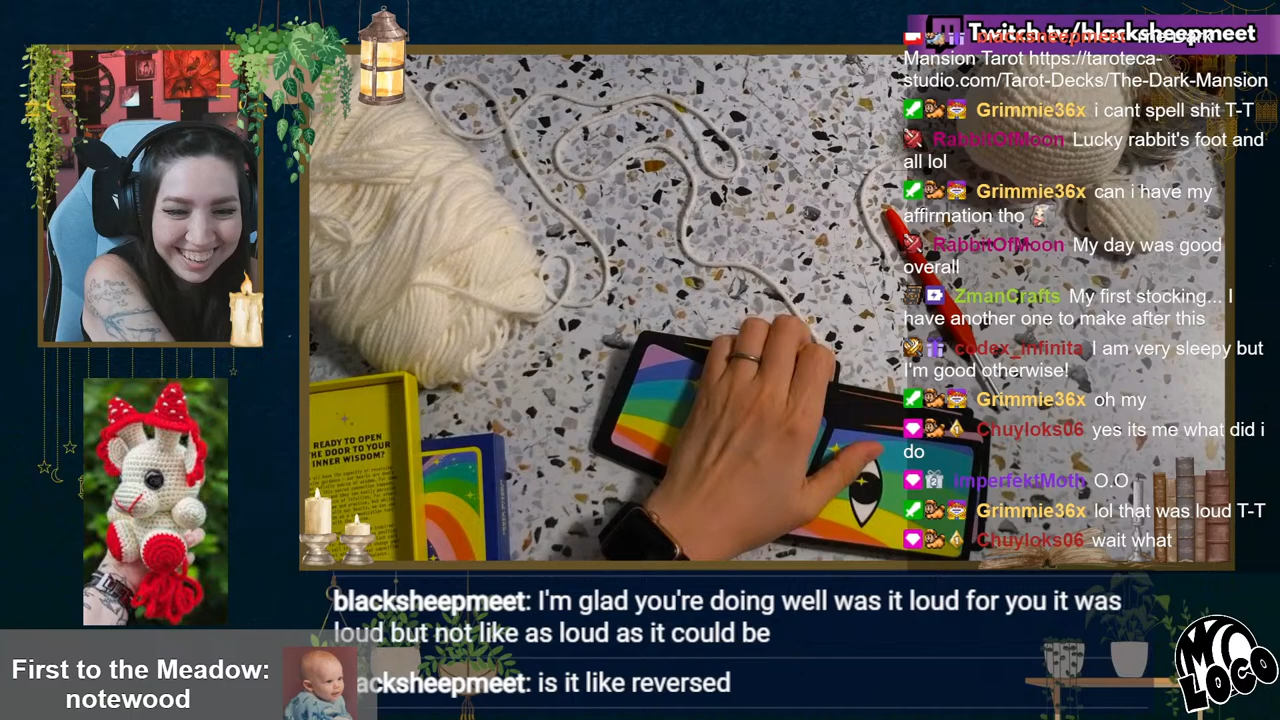 Twitch.tv/blacksheepmeet
blacksheepmeet The Dark
Mansion Tarot https://taroteca-
studio.com/Tarot-Decks/The-Dark-Mansion
Grimmie36x i cant spell shit T-T
RabbitOfMoon Lucky rabbit's foot and
all lol
Grimmie36x can i have my
affirmation tho
RabbitOfMoon My day was good
overall
ZmanCrafts My first stocking... I
have another one to make after this
codex_infinita I am very sleepy but
I'm good otherwise!
Grimmie36x oh my
Chuyloks06 yes its me what did i
do
imperfektMoth O.O
Grimmie36x lol that was loud T-T
Chuyloks06 wait what
READY TO OPEN
THE DOOR TO YOUR
INNER WISDOM?
blacksheepmeet: I'm glad you're doing well was it loud for you it was
loud but not like as loud as it could be
acksheepmeet: is it like reversed
First to the Meadow:
notewood
MC
LOCO